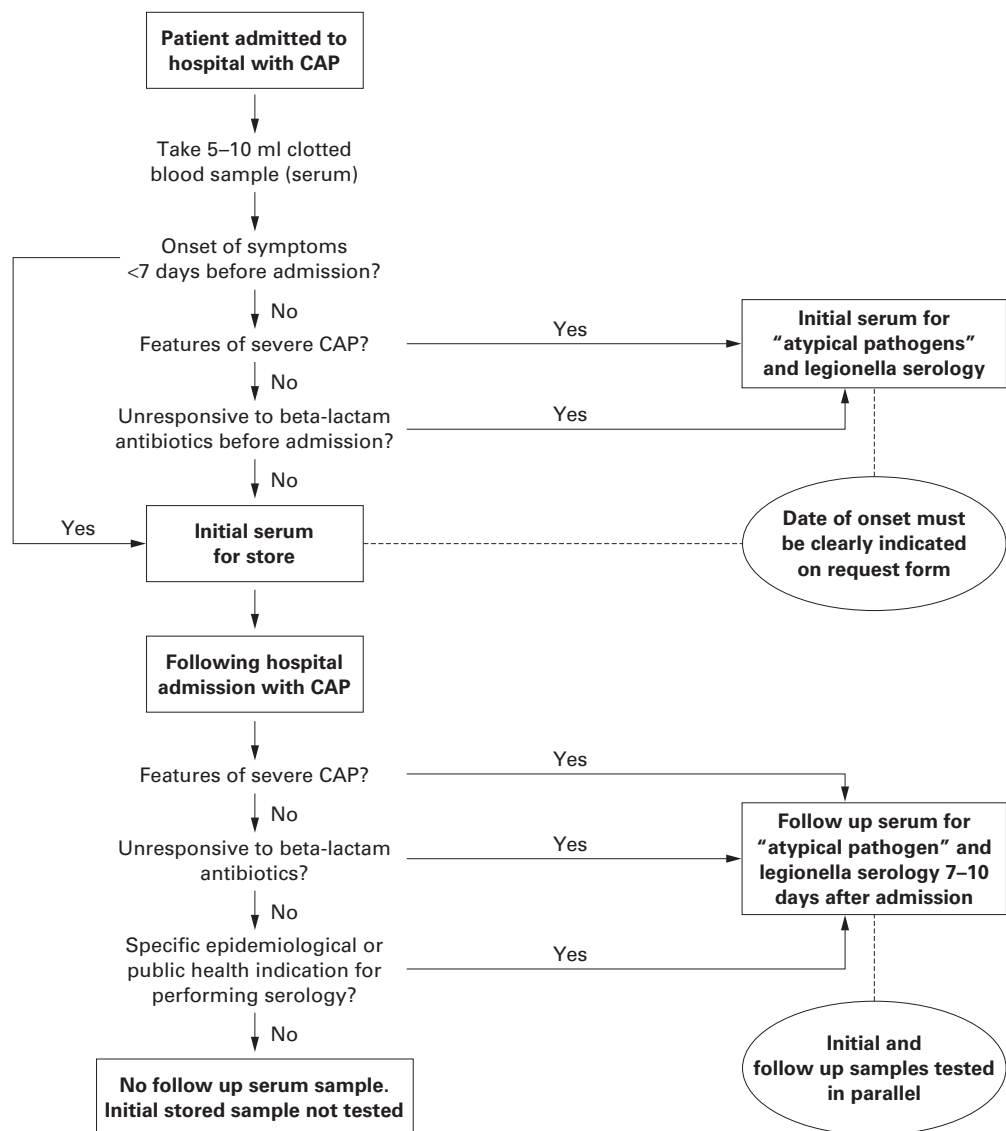 Patient admitted to
hospital with CAP
Take 5–10 ml clotted
blood sample (serum)
Onset of symptoms
<7 days before admission?
No
Features of severe CAP?
Yes
Initial serum for
“atypical pathogens”
and legionella serology
No
Unresponsive to beta-lactam
antibiotics before admission?
Yes
No
Yes
Initial serum
for store
Date of onset must
be clearly indicated
on request form
Following hospital
admission with CAP
Features of severe CAP?
Yes
No
Unresponsive to beta-lactam
antibiotics?
Yes
Follow up serum for
“atypical pathogen” and
legionella serology 7–10
days after admission
No
Specific epidemiological or
public health indication for
performing serology?
Yes
No
No follow up serum sample.
Initial stored sample not tested
Initial and
follow up samples tested
in parallel